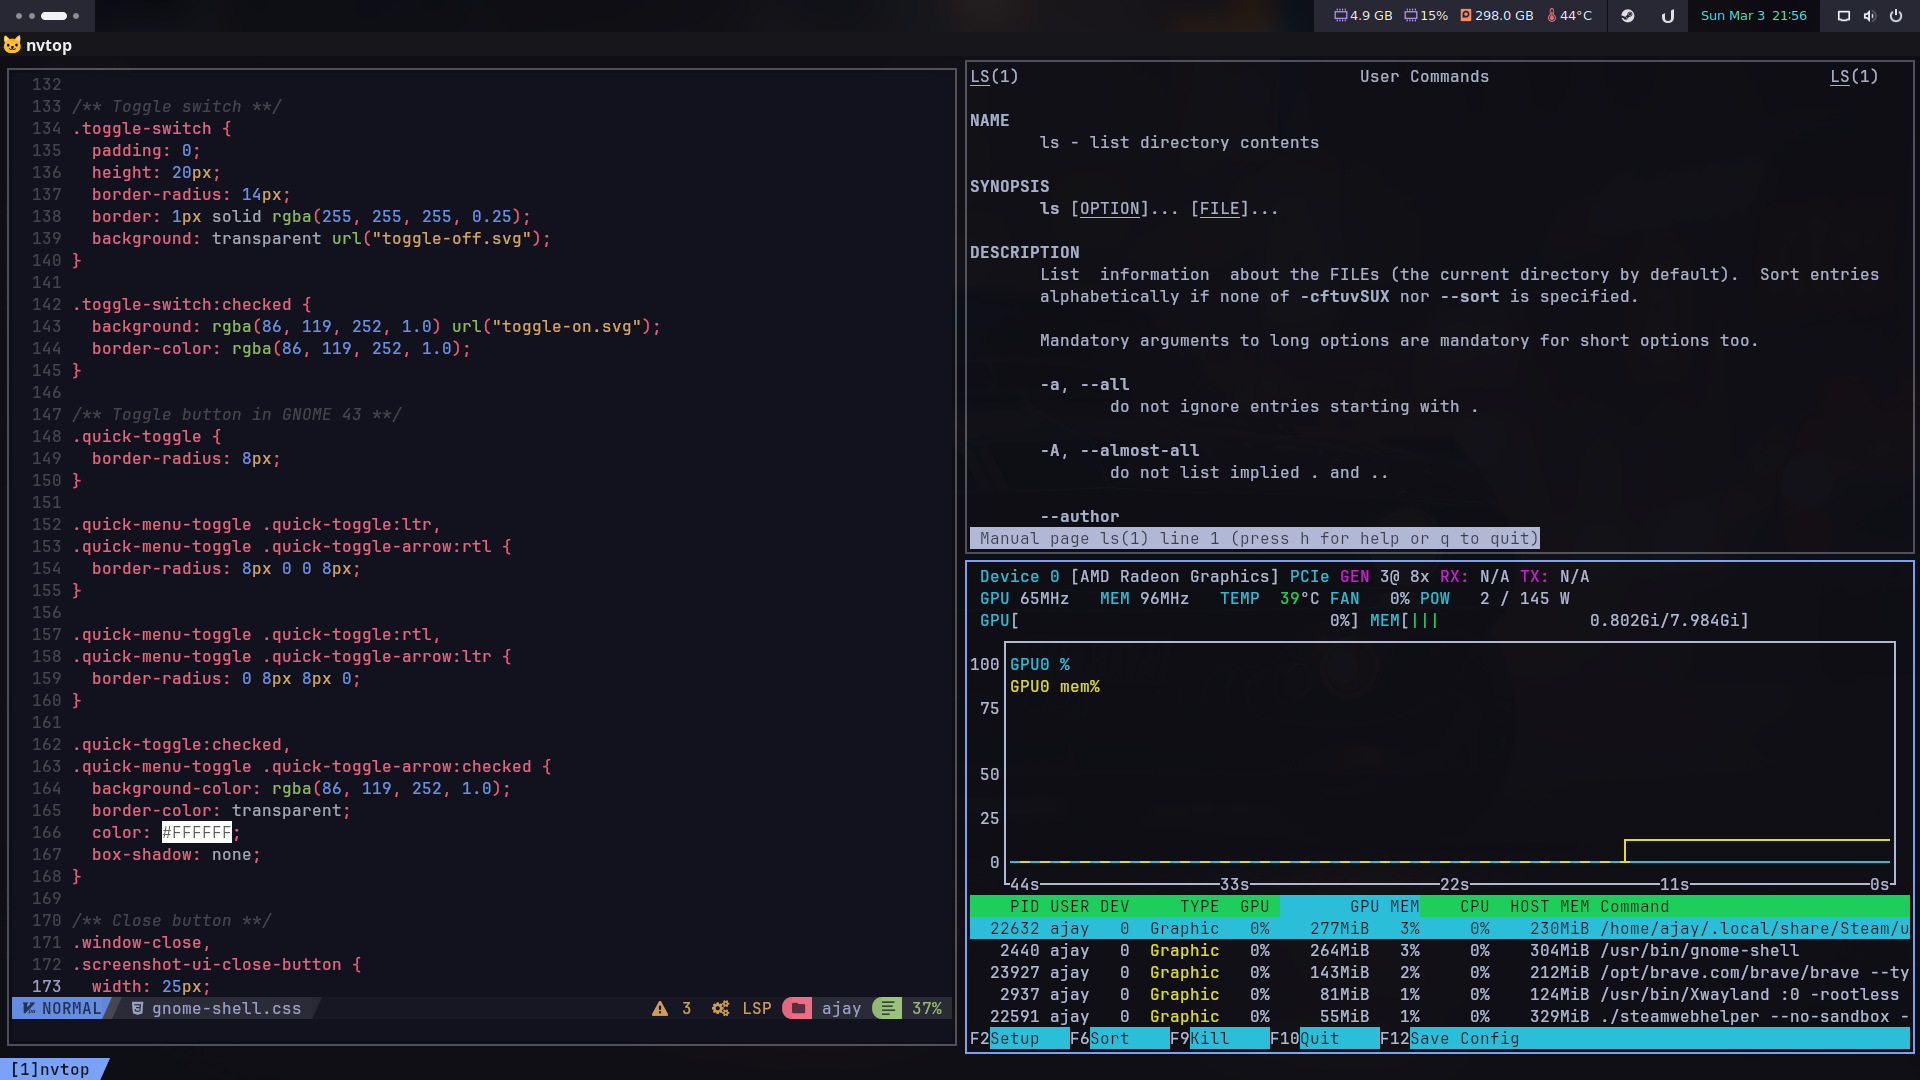 4.9 GB 15% 298.0 GB 44°C Sun Mar 3 21:56
nvtop
132
133 /** Toggle switch **/
134 .toggle-switch {
135   padding: 0;
136   height: 20px;
137   border-radius: 14px;
138   border: 1px solid rgba(255, 255, 255, 0.25);
139   background: transparent url("toggle-off.svg");
140 }
141
142 .toggle-switch:checked {
143   background: rgba(86, 119, 252, 1.0) url("toggle-on.svg");
144   border-color: rgba(86, 119, 252, 1.0);
145 }
146
147 /** Toggle button in GNOME 43 **/
148 .quick-toggle {
149   border-radius: 8px;
150 }
151
152 .quick-menu-toggle .quick-toggle:ltr,
153 .quick-menu-toggle .quick-toggle-arrow:rtl {
154   border-radius: 8px 0 0 8px;
155 }
156
157 .quick-menu-toggle .quick-toggle:rtl,
158 .quick-menu-toggle .quick-toggle-arrow:ltr {
159   border-radius: 0 8px 8px 0;
160 }
161
162 .quick-toggle:checked,
163 .quick-menu-toggle .quick-toggle-arrow:checked {
164   background-color: rgba(86, 119, 252, 1.0);
165   border-color: transparent;
166   color: #FFFFFF;
167   box-shadow: none;
168 }
169
170 /** Close button **/
171 .window-close,
172 .screenshot-ui-close-button {
173   width: 25px;
NORMAL gnome-shell.css 3 LSP ajay 37%
LS(1) User Commands LS(1)
NAME
ls - list directory contents
SYNOPSIS
ls [OPTION]... [FILE]...
DESCRIPTION
List information about the FILEs (the current directory by default). Sort entries
alphabetically if none of -cftuvSUX nor --sort is specified.
Mandatory arguments to long options are mandatory for short options too.
-a, --all
do not ignore entries starting with .
-A, --almost-all
do not list implied . and ..
--author
Manual page ls(1) line 1 (press h for help or q to quit)
Device 0 [AMD Radeon Graphics] PCIe GEN 3@ 8x RX: N/A TX: N/A
GPU 65MHz MEM 96MHz TEMP 39°C FAN 0% POW 2 / 145 W
GPU[ 0%] MEM[||| 0.802Gi/7.984Gi]
100 GPU0 %
GPU0 mem%
75
50
25
0
44s 33s 22s 11s 0s
PID USER DEV TYPE GPU GPU MEM CPU HOST MEM Command
22632 ajay 0 Graphic 0% 277MiB 3% 0% 230MiB /home/ajay/.local/share/Steam/u
2440 ajay 0 Graphic 0% 264MiB 3% 0% 304MiB /usr/bin/gnome-shell
23927 ajay 0 Graphic 0% 143MiB 2% 0% 212MiB /opt/brave.com/brave/brave --ty
2937 ajay 0 Graphic 0% 81MiB 1% 0% 124MiB /usr/bin/Xwayland :0 -rootless
22591 ajay 0 Graphic 0% 55MiB 1% 0% 329MiB ./steamwebhelper --no-sandbox -
F2Setup F6Sort F9Kill F10Quit F12Save Config
[1]nvtop